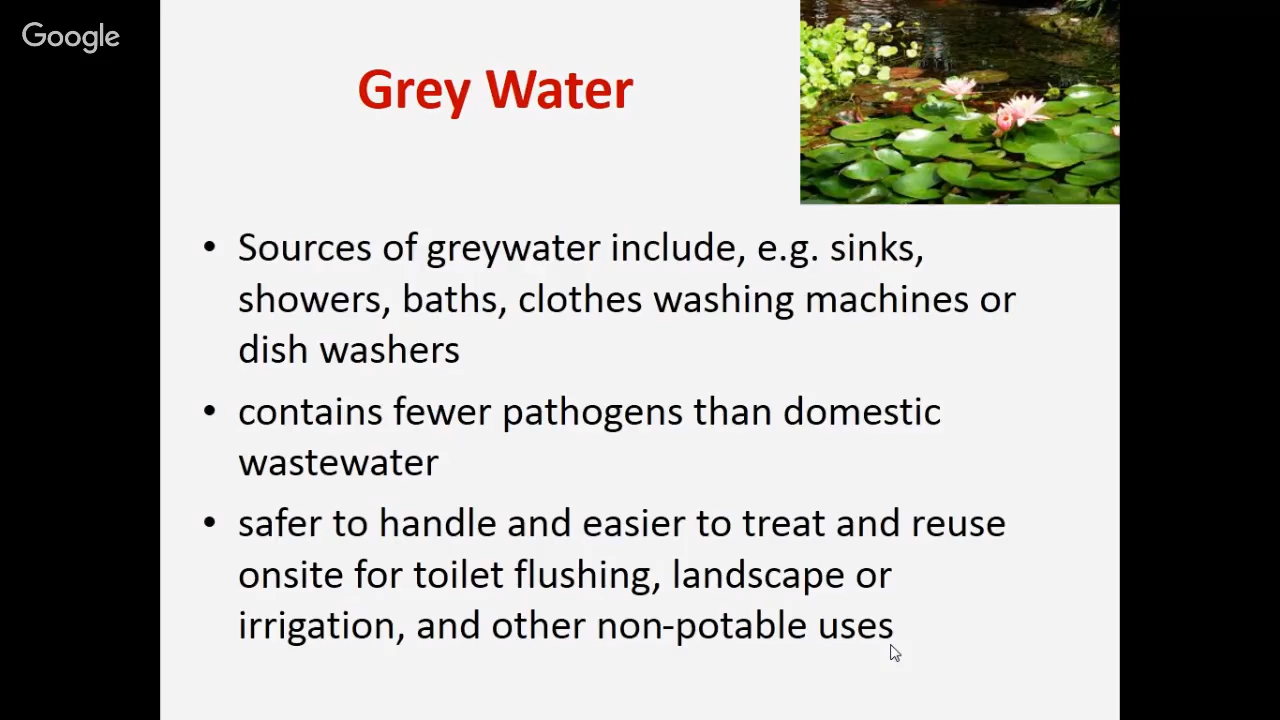 Google
Grey Water
• Sources of greywater include, e.g. sinks,
showers, baths, clothes washing machines or
dish washers
• contains fewer pathogens than domestic
wastewater
• safer to handle and easier to treat and reuse
onsite for toilet flushing, landscape or
irrigation, and other non-potable uses